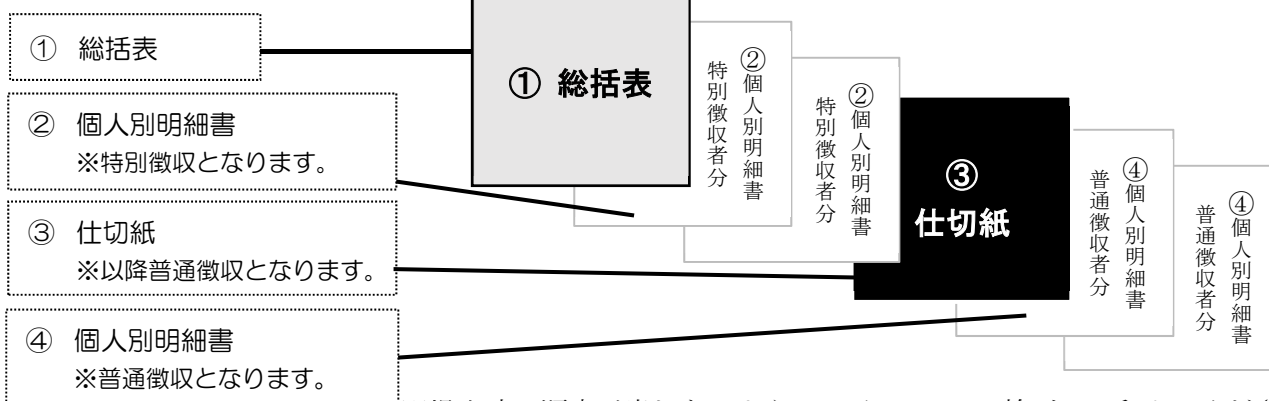 ① 総括表
② 個人別明細書
※特別徴収となります。
③ 仕切紙
※以降普通徴収となります。
④ 個人別明細書
※普通徴収となります。
① 総括表
②個人別明細書
特別徴収者分
②個人別明細書
特別徴収者分
③
仕切紙
④個人別明細書
普通徴収者分
④個人別明細書
普通徴収者分